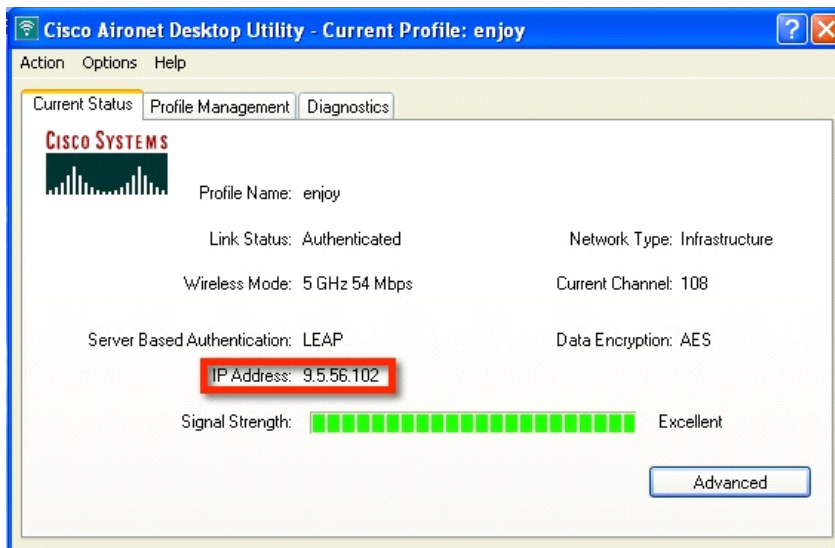 Cisco Aironet Desktop Utility - Current Profile: enjoy
Action Options Help
Current Status Profile Management Diagnostics
CISCO SYSTEMS
Profile Name: enjoy
Link Status: Authenticated Network Type: Infrastructure
Wireless Mode: 5 GHz 54 Mbps Current Channel: 108
Server Based Authentication: LEAP Data Encryption: AES
IP Address: 9.5.56.102
Signal Strength: Excellent
Advanced